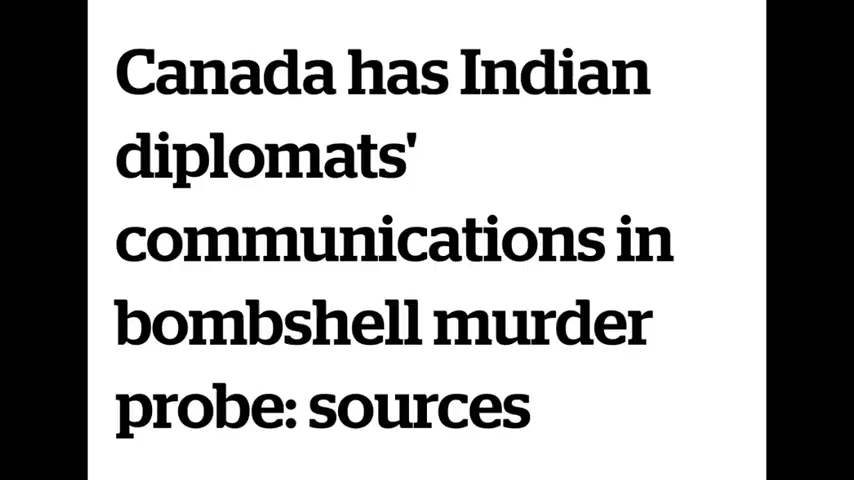 Canada has Indian
diplomats'
communications in
bombshell murder
probe: sources